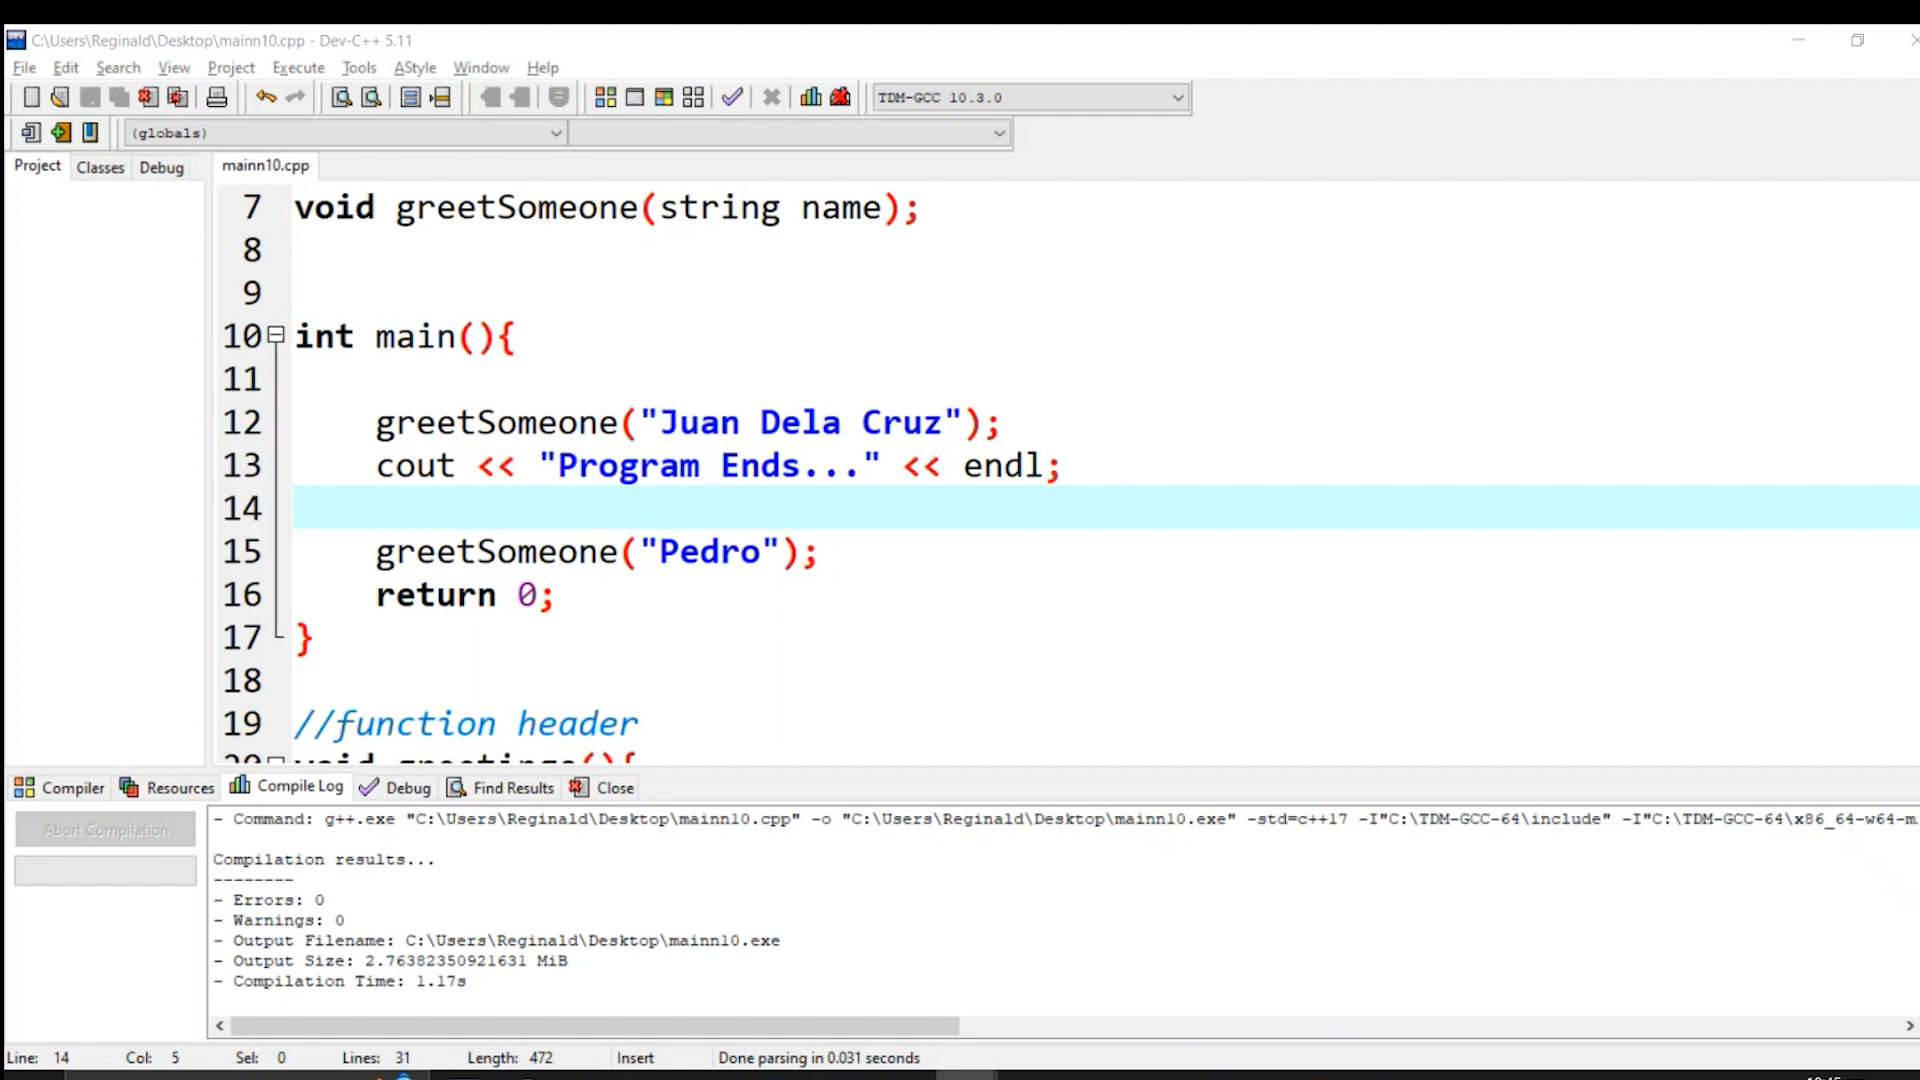 C:\Users\Reginald\Desktop\mainn10.cpp - Dev-C++ 5.11
File Edit Search View Project Execute Tools AStyle Window Help
TDM-GCC 10.3.0
(globals)
Project Classes Debug mainn10.cpp
7 void greetSomeone(string name);
8
9
10 int main(){
11
12 greetSomeone("Juan Dela Cruz");
13 cout << "Program Ends..." << endl;
14
15 greetSomeone("Pedro");
16 return 0;
17 }
18
19 //function header
Compiler Resources Compile Log Debug Find Results Close
Abort Compilation
- Command: g++.exe "C:\Users\Reginald\Desktop\mainn10.cpp" -o "C:\Users\Reginald\Desktop\mainn10.exe" -std=c++17 -I"C:\TDM-GCC-64\include" -I"C:\TDM-GCC-64\x86_64-w64-m
Compilation results...
--------
- Errors: 0
- Warnings: 0
- Output Filename: C:\Users\Reginald\Desktop\mainn10.exe
- Output Size: 2.76382350921631 MiB
- Compilation Time: 1.17s
Line: 14 Col: 5 Sel: 0 Lines: 31 Length: 472 Insert Done parsing in 0.031 seconds